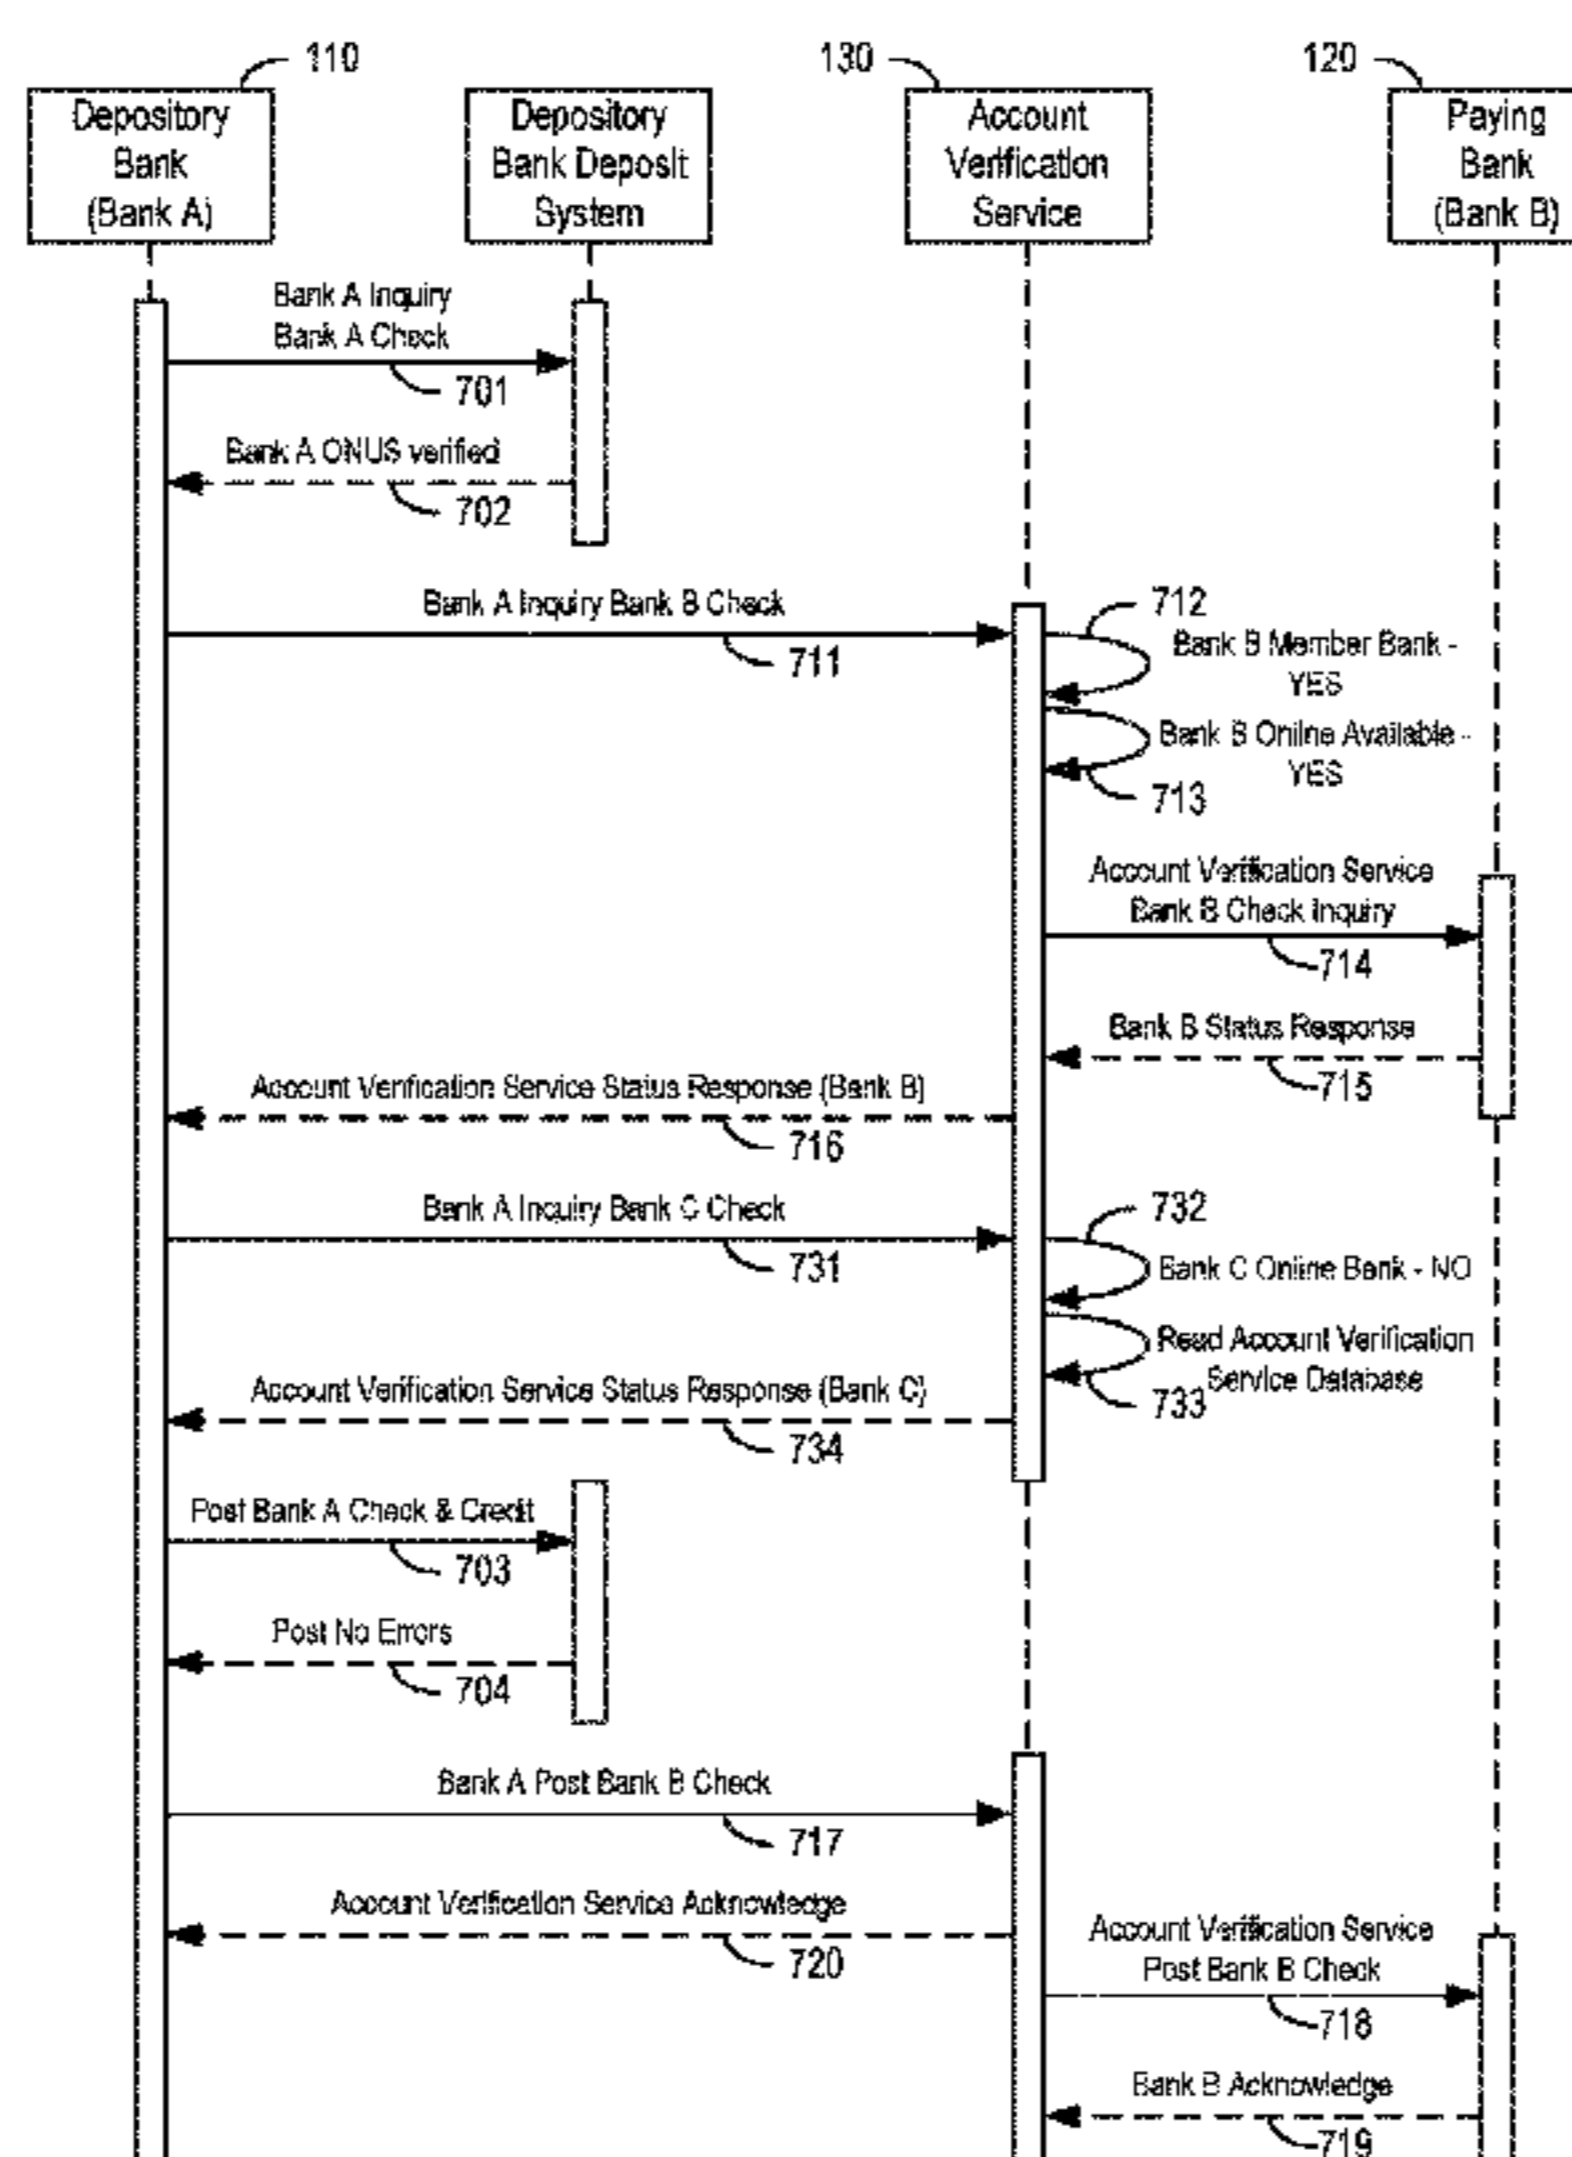 110
130
120
Depository
Bank
(Bank A)
Depository
Bank Deposit
System
Account
Verification
Service
Paying
Bank
(Bank B)
Bank A Inquiry
Bank A Check
701
Bank A ONUS verified
702
Bank A Inquiry Bank B Check
711
712
Bank B Member Bank -
YES
Bank B Online Available -
YES
713
Account Verification Service
Bank B Check Inquiry
714
Bank B Status Response
715
Account Verification Service Status Response (Bank B)
716
Bank A Inquiry Bank C Check
731
732
Bank C Online Bank - NO
Read Account Verification
Service Database
733
Account Verification Service Status Response (Bank C)
734
Post Bank A Check & Credit
703
Post No Errors
704
Bank A Post Bank B Check
717
Account Verification Service Acknowledge
720
Account Verification Service
Post Bank B Check
718
Bank B Acknowledge
719